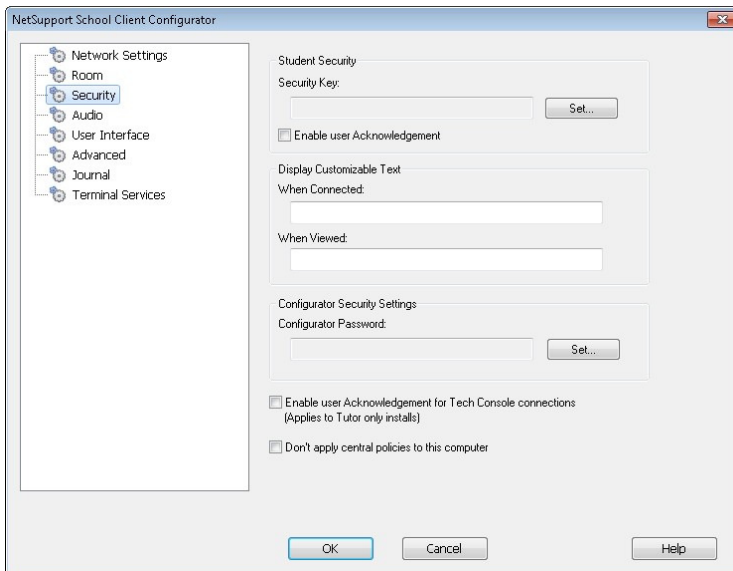 NetSupport School Client Configurator
Network Settings
Room
Security
Audio
User Interface
Advanced
Journal
Terminal Services
Student Security
Security Key:
Set...
Enable user Acknowledgement
Display Customizable Text
When Connected:
When Viewed:
Configurator Security Settings
Configurator Password:
Set...
Enable user Acknowledgement for Tech Console connections
(Applies to Tutor only installs)
Don't apply central policies to this computer
OK
Cancel
Help